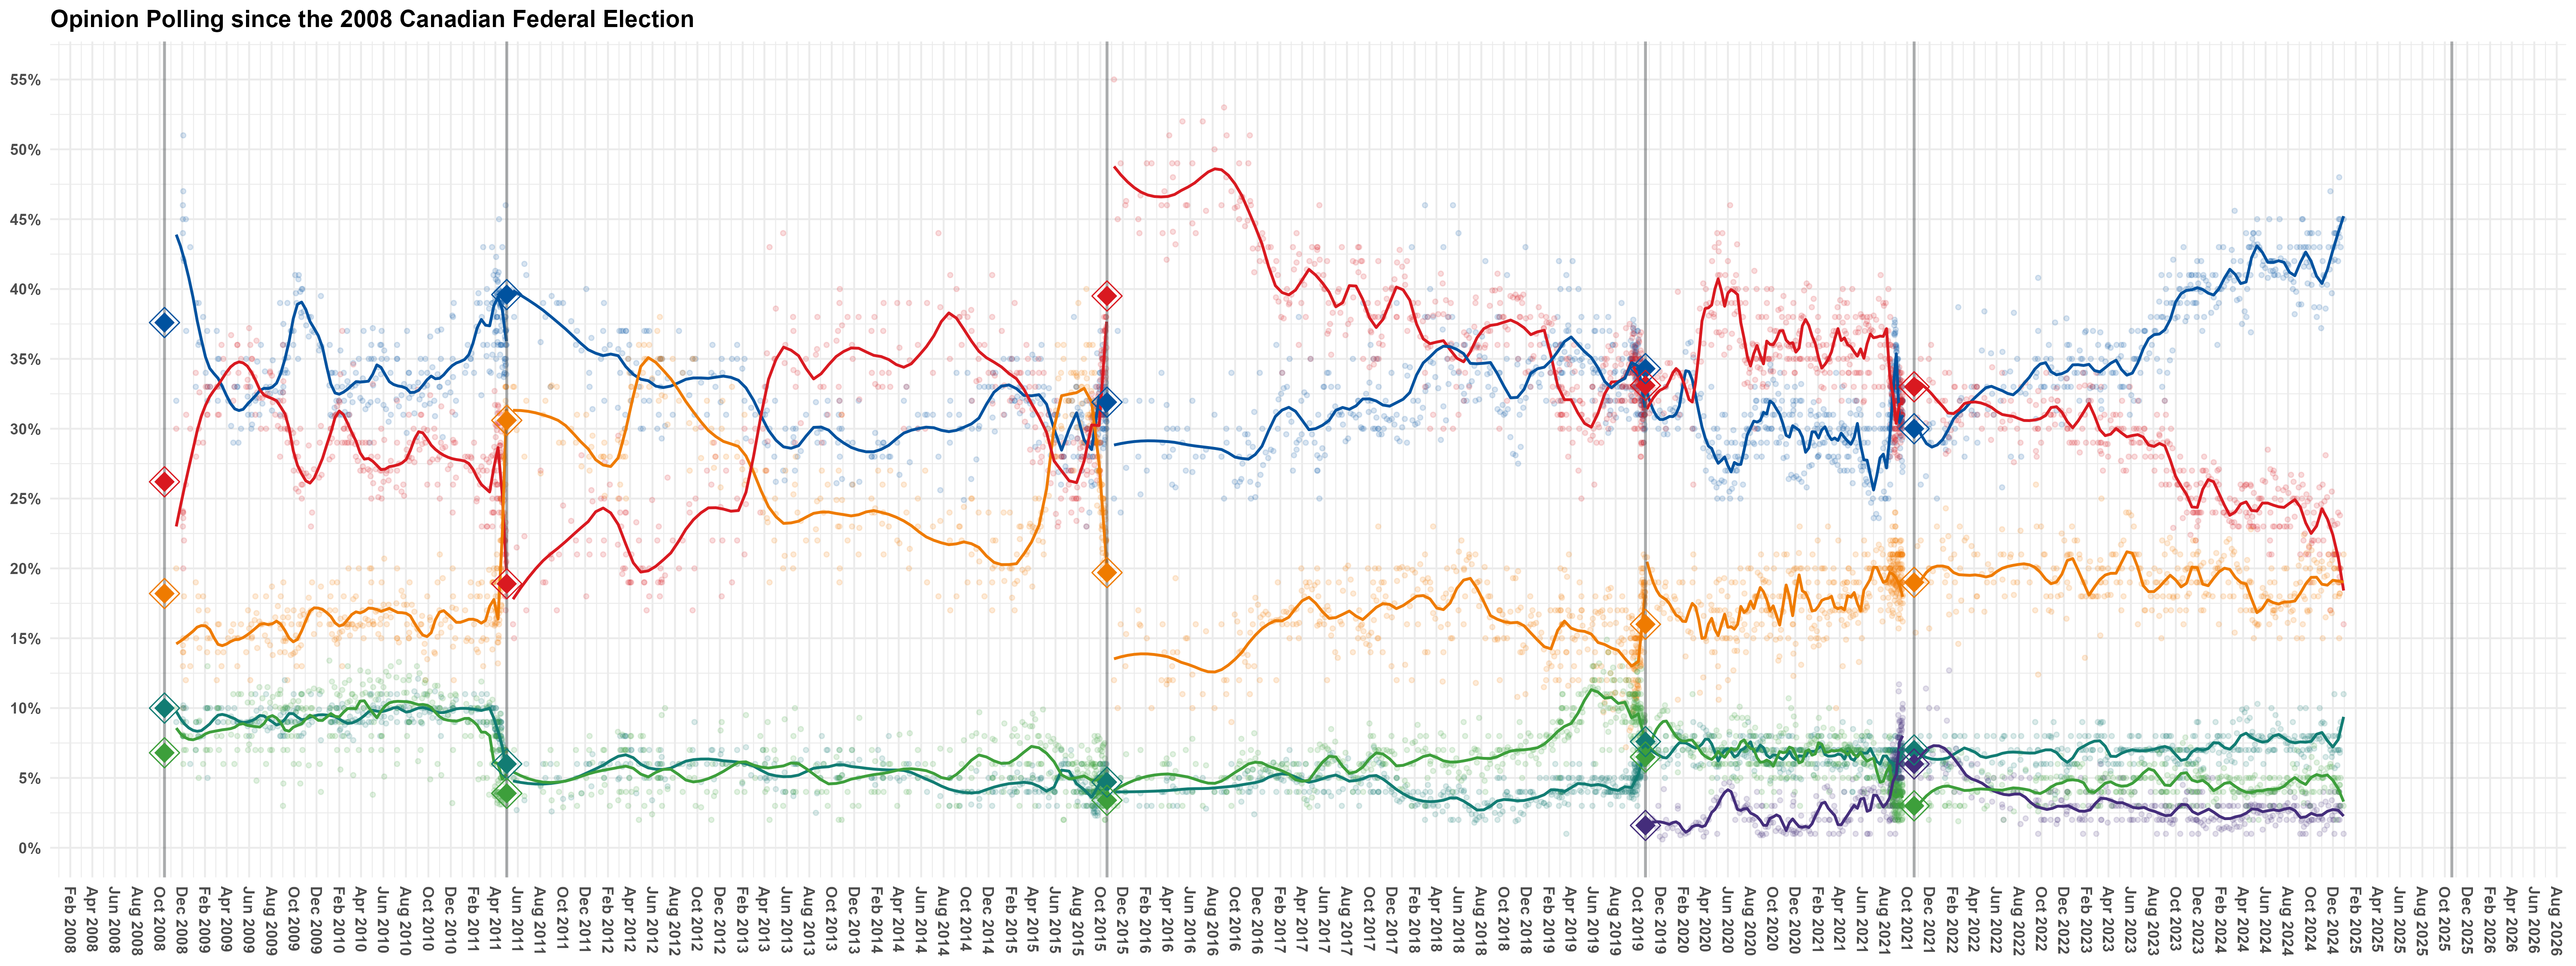 Opinion Polling since the 2008 Canadian Federal Election
55%
50%
45%
40%
35%
30%
25%
20%
15%
10%
5%
0%
Feb 2008
Apr 2008
Jun 2008
Aug 2008
Oct 2008
Dec 2008
Feb 2009
Apr 2009
Jun 2009
Aug 2009
Oct 2009
Dec 2009
Feb 2010
Apr 2010
Jun 2010
Aug 2010
Oct 2010
Dec 2010
Feb 2011
Apr 2011
Jun 2011
Aug 2011
Oct 2011
Dec 2011
Feb 2012
Apr 2012
Jun 2012
Aug 2012
Oct 2012
Dec 2012
Feb 2013
Apr 2013
Jun 2013
Aug 2013
Oct 2013
Dec 2013
Feb 2014
Apr 2014
Jun 2014
Aug 2014
Oct 2014
Dec 2014
Feb 2015
Apr 2015
Jun 2015
Aug 2015
Oct 2015
Dec 2015
Feb 2016
Apr 2016
Jun 2016
Aug 2016
Oct 2016
Dec 2016
Feb 2017
Apr 2017
Jun 2017
Aug 2017
Oct 2017
Dec 2017
Feb 2018
Apr 2018
Jun 2018
Aug 2018
Oct 2018
Dec 2018
Feb 2019
Apr 2019
Jun 2019
Aug 2019
Oct 2019
Dec 2019
Feb 2020
Apr 2020
Jun 2020
Aug 2020
Oct 2020
Dec 2020
Feb 2021
Apr 2021
Jun 2021
Aug 2021
Oct 2021
Dec 2021
Feb 2022
Apr 2022
Jun 2022
Aug 2022
Oct 2022
Dec 2022
Feb 2023
Apr 2023
Jun 2023
Aug 2023
Oct 2023
Dec 2023
Feb 2024
Apr 2024
Jun 2024
Aug 2024
Oct 2024
Dec 2024
Feb 2025
Apr 2025
Jun 2025
Aug 2025
Oct 2025
Dec 2025
Feb 2026
Apr 2026
Jun 2026
Aug 2026